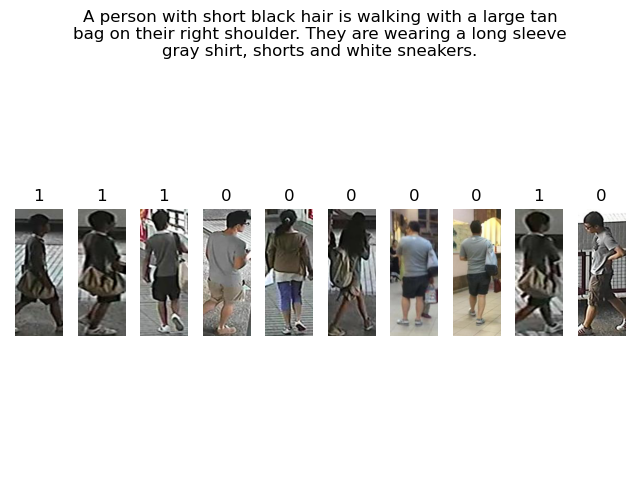 A person with short black hair is walking with a large tan
bag on their right shoulder. They are wearing a long sleeve
gray shirt, shorts and white sneakers.
1 1 1 0 0 0 0 0 1 0